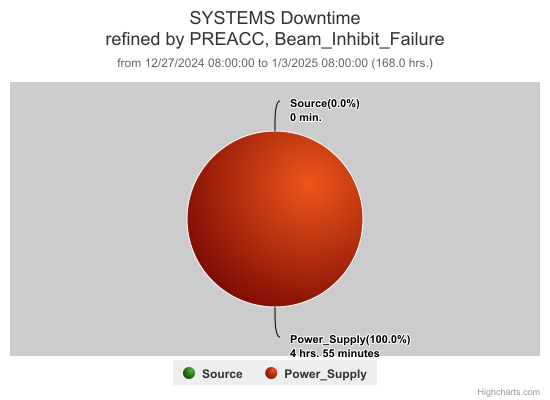 SYSTEMS Downtime
refined by PREACC, Beam_Inhibit_Failure
from 12/27/2024 08:00:00 to 1/3/2025 08:00:00 (168.0 hrs.)
Source(0.0%)
0 min.
Power_Supply(100.0%)
4 hrs. 55 minutes
Source Power_Supply
Highcharts.com